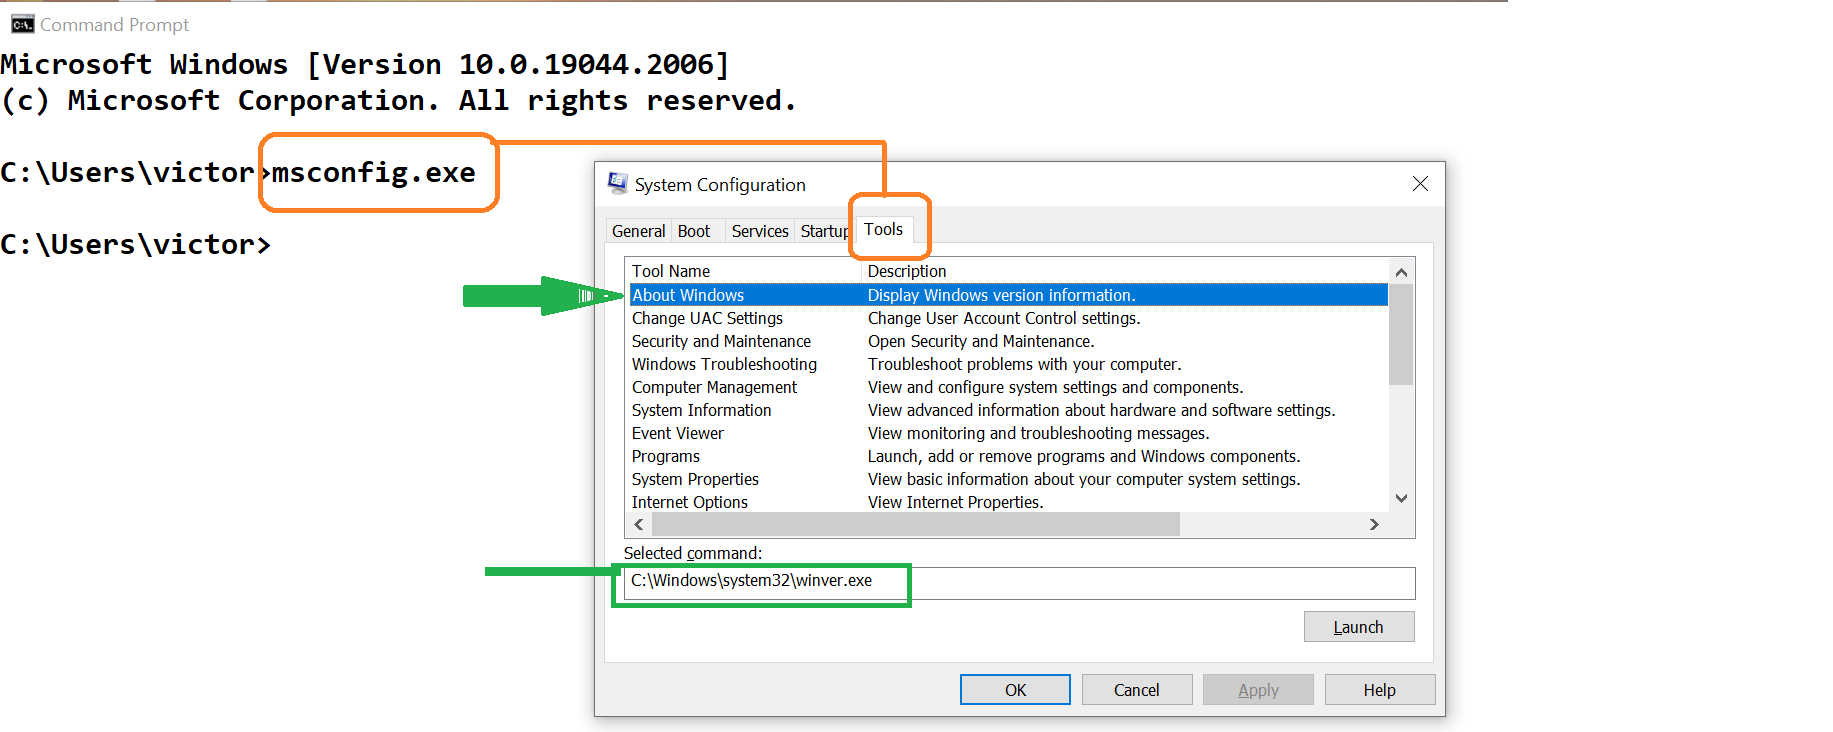 Command Prompt
Microsoft Windows [Version 10.0.19044.2006]
(c) Microsoft Corporation. All rights reserved.
C:\Users\victor>msconfig.exe
C:\Users\victor>
System Configuration
General Boot Services Startup Tools
Tool Name Description
About Windows Display Windows version information.
Change UAC Settings Change User Account Control settings.
Security and Maintenance Open Security and Maintenance.
Windows Troubleshooting Troubleshoot problems with your computer.
Computer Management View and configure system settings and components.
System Information View advanced information about hardware and software settings.
Event Viewer View monitoring and troubleshooting messages.
Programs Launch, add or remove programs and Windows components.
System Properties View basic information about your computer system settings.
Internet Options View Internet Properties.
Selected command:
C:\Windows\system32\winver.exe
Launch
OK Cancel Apply Help